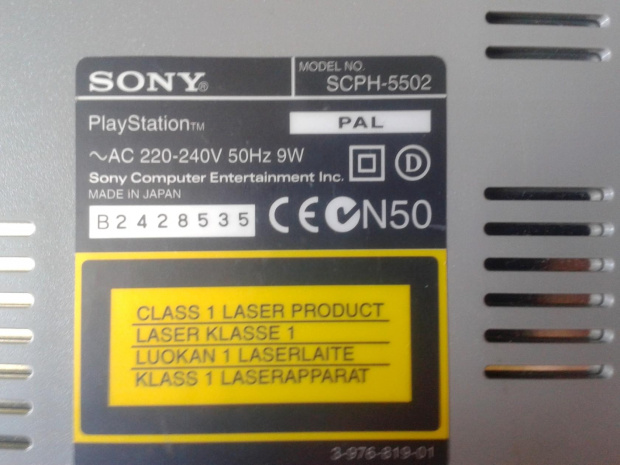 SONY®
MODEL NO.
SCPH-5502
PlayStation™
PAL
~AC 220-240V 50Hz 9W
D
Sony Computer Entertainment Inc.
MADE IN JAPAN
B2428535
CE N50
CLASS 1 LASER PRODUCT
LASER KLASSE 1
LUOKAN 1 LASERLAITE
KLASS 1 LASERAPPARAT
3-976-819-01